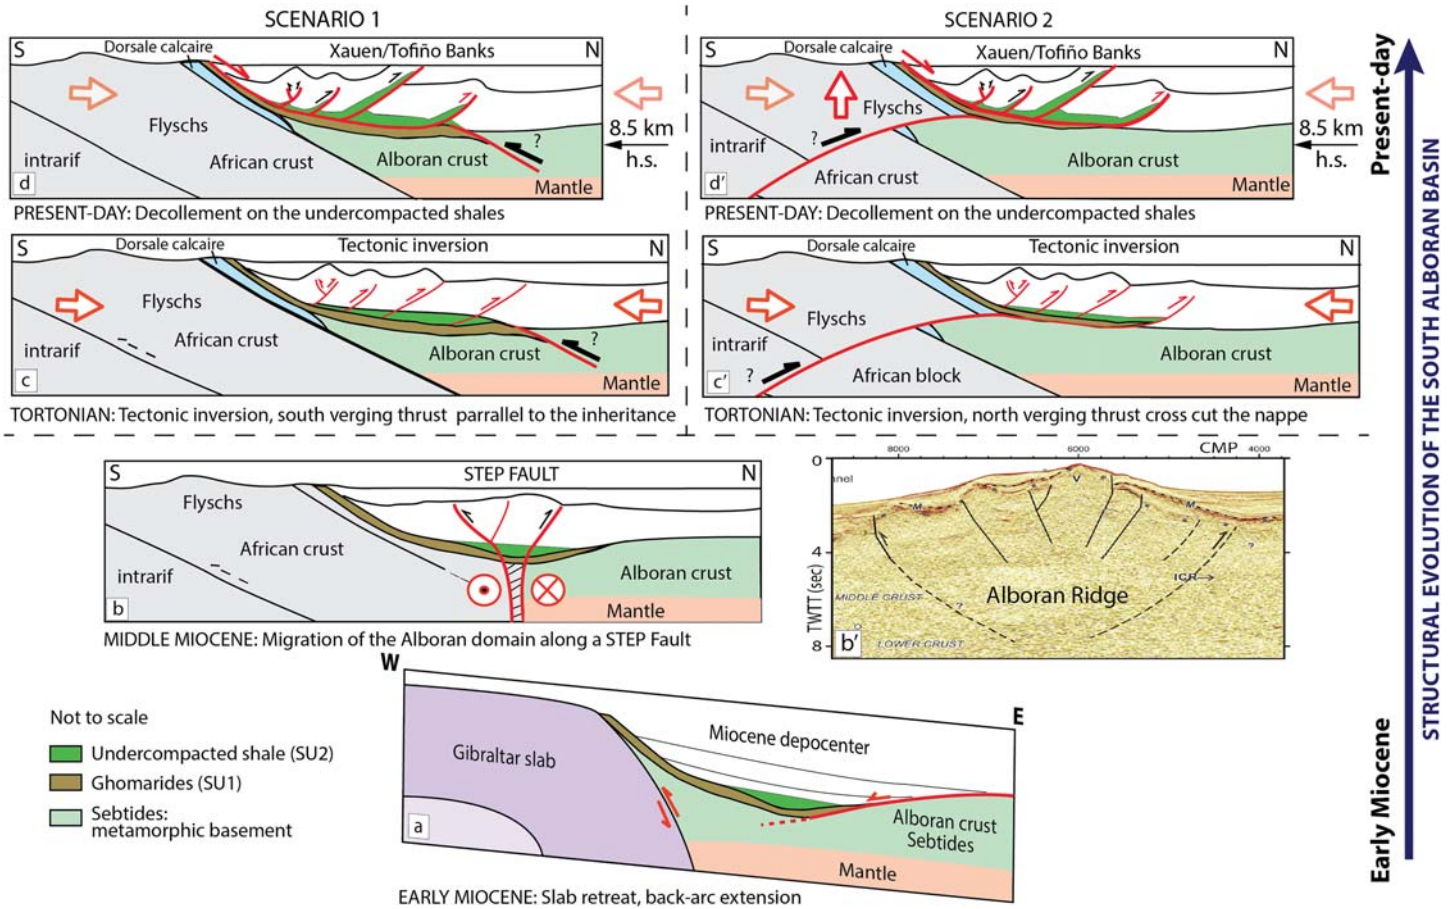 SCENARIO 1
SCENARIO 2
S
Dorsale calcaire
Xauen/Tofiño Banks
N
Flyschs
intrarif
African crust
Alboran crust
Mantle
?
8.5 km
h.s.
d
PRESENT-DAY: Decollement on the undercompacted shales
S
Dorsale calcaire
Xauen/Tofiño Banks
N
Flyschs
?
intrarif
African crust
Alboran crust
Mantle
8.5 km
h.s.
d'
PRESENT-DAY: Decollement on the undercompacted shales
S
Dorsale calcaire
Tectonic inversion
N
Flyschs
African crust
intrarif
Alboran crust
?
Mantle
c
TORTONIAN: Tectonic inversion, south verging thrust parrallel to the inheritance
S
Dorsale calcaire
Tectonic inversion
N
Flyschs
intrarif
?
African block
Alboran crust
Mantle
c'
TORTONIAN: Tectonic inversion, north verging thrust cross cut the nappe
S
STEP FAULT
N
Flyschs
African crust
intrarif
Alboran crust
Mantle
b
MIDDLE MIOCENE: Migration of the Alboran domain along a STEP Fault
8000
6000
CMP
4000
0
nnel
V
M
M
4
?
ICR
Alboran Ridge
MIDDLE CRUST
?
TWTT (sec)
LOWER CRUST
8
b'
W
E
Gibraltar slab
Miocene depocenter
Alboran crust
Sebtides
Mantle
a
EARLY MIOCENE: Slab retreat, back-arc extension
Not to scale
Undercompacted shale (SU2)
Ghomarides (SU1)
Sebtides:
metamorphic basement
Present-day
Early Miocene
STRUCTURAL EVOLUTION OF THE SOUTH ALBORAN BASIN